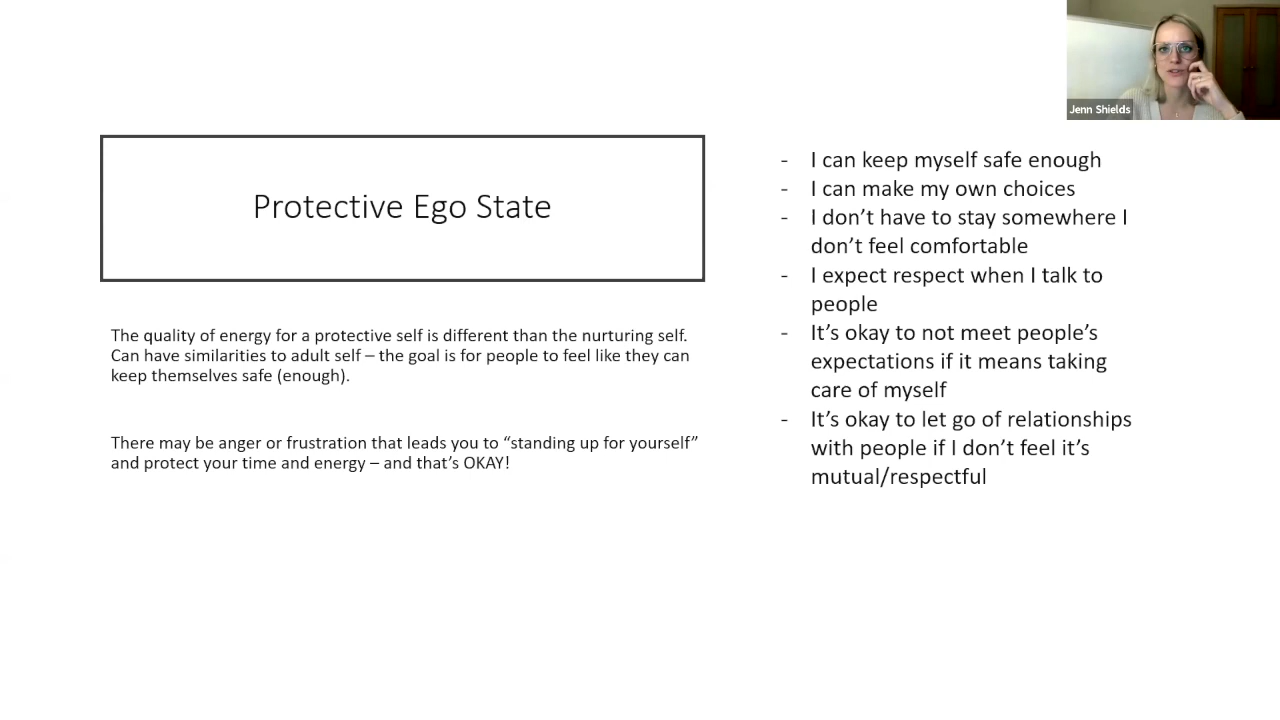 Jenn Shields
Protective Ego State
The quality of energy for a protective self is different than the nurturing self.
Can have similarities to adult self – the goal is for people to feel like they can
keep themselves safe (enough).
There may be anger or frustration that leads you to “standing up for yourself”
and protect your time and energy – and that’s OKAY!
- I can keep myself safe enough
- I can make my own choices
- I don’t have to stay somewhere I
don’t feel comfortable
- I expect respect when I talk to
people
- It’s okay to not meet people’s
expectations if it means taking
care of myself
- It’s okay to let go of relationships
with people if I don’t feel it’s
mutual/respectful